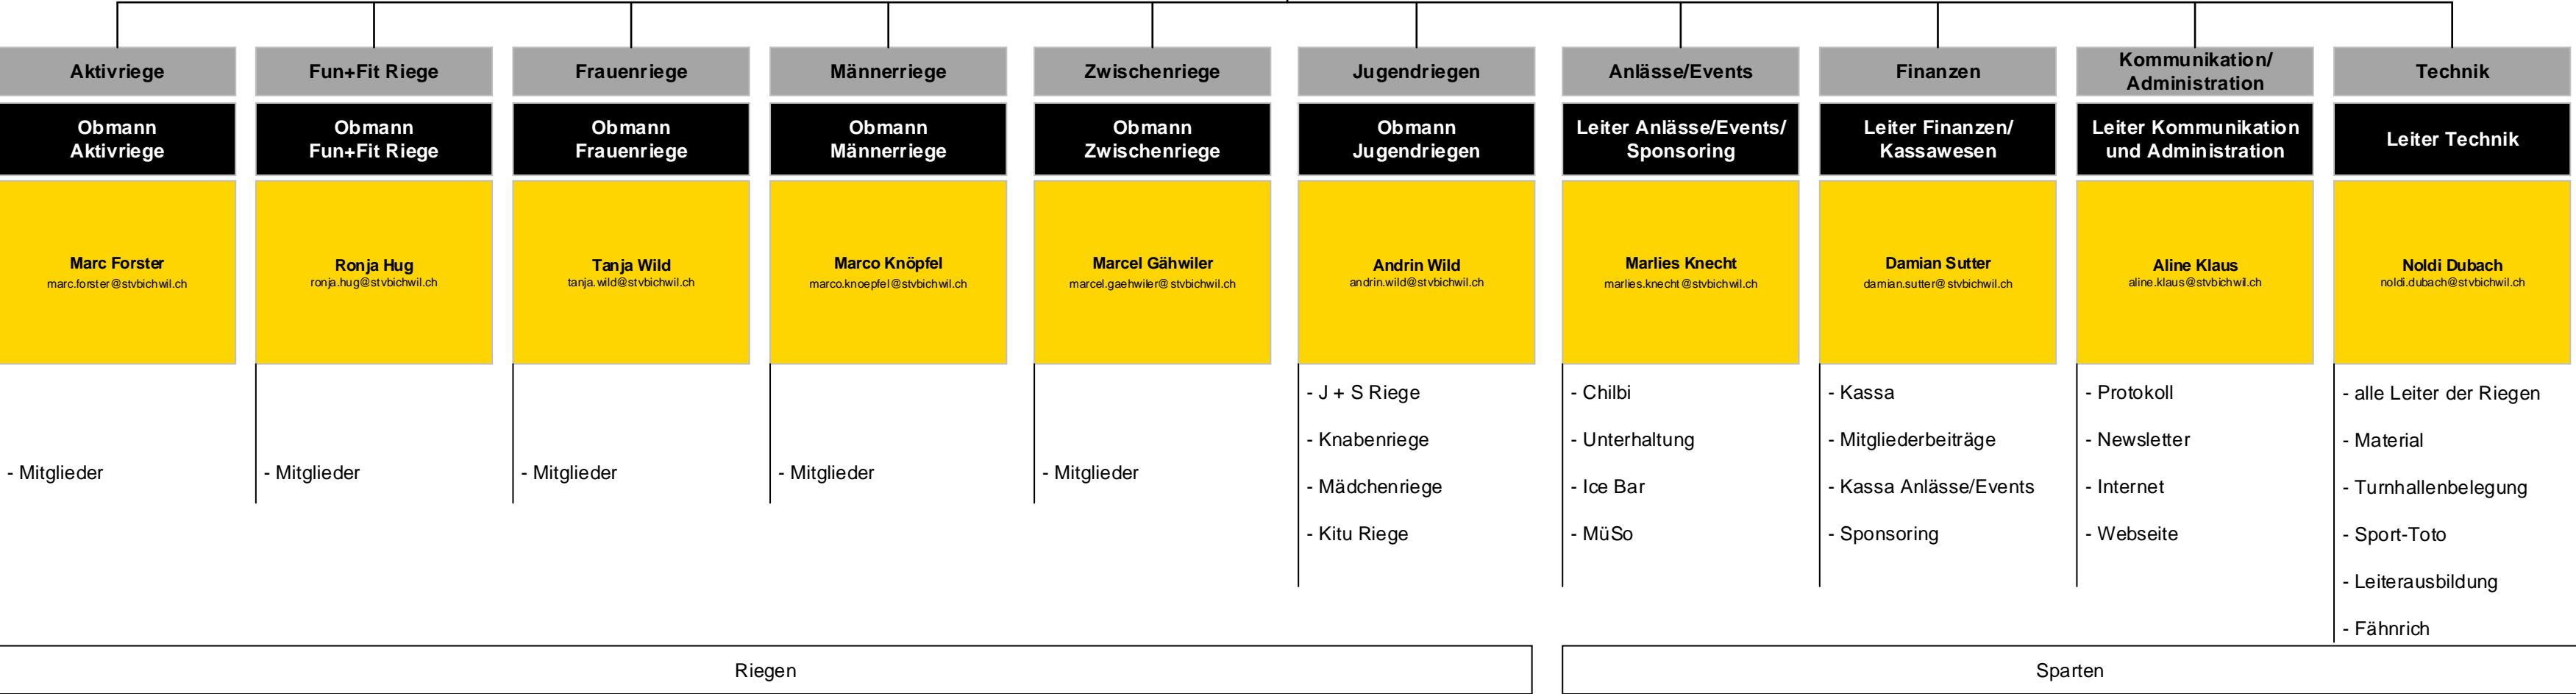 Aktivriege
Obmann
Aktivriege
Marc Forster
marc.forster@stvbichwil.ch
- Mitglieder
Fun+Fit Riege
Obmann
Fun+Fit Riege
Ronja Hug
ronja.hug@stvbichwil.ch
- Mitglieder
Frauenriege
Obmann
Frauenriege
Tanja Wild
tanja.wild@stvbichwil.ch
- Mitglieder
Männerriege
Obmann
Männerriege
Marco Knöpfel
marco.knoepfel@stvbichwil.ch
- Mitglieder
Zwischenriege
Obmann
Zwischenriege
Marcel Gähwiler
marcel.gaehwiler@stvbichwil.ch
- Mitglieder
Jugendriegen
Obmann
Jugendriegen
Andrin Wild
andrin.wild@stvbichwil.ch
- J + S Riege
- Knabenriege
- Mädchenriege
- Kitu Riege
Anlässe/Events
Leiter Anlässe/Events/
Sponsoring
Marlies Knecht
marlies.knecht@stvbichwil.ch
- Chilbi
- Unterhaltung
- Ice Bar
- MüSo
Finanzen
Leiter Finanzen/
Kassawesen
Damian Sutter
damian.sutter@stvbichwil.ch
- Kassa
- Mitgliederbeiträge
- Kassa Anlässe/Events
- Sponsoring
Kommunikation/
Administration
Leiter Kommunikation
und Administration
Aline Klaus
aline.klaus@stvbichwil.ch
- Protokoll
- Newsletter
- Internet
- Webseite
Technik
Leiter Technik
Noldi Dubach
noldi.dubach@stvbichwil.ch
- alle Leiter der Riegen
- Material
- Turnhallenbelegung
- Sport-Toto
- Leiterausbildung
- Fähnrich
Riegen
Sparten